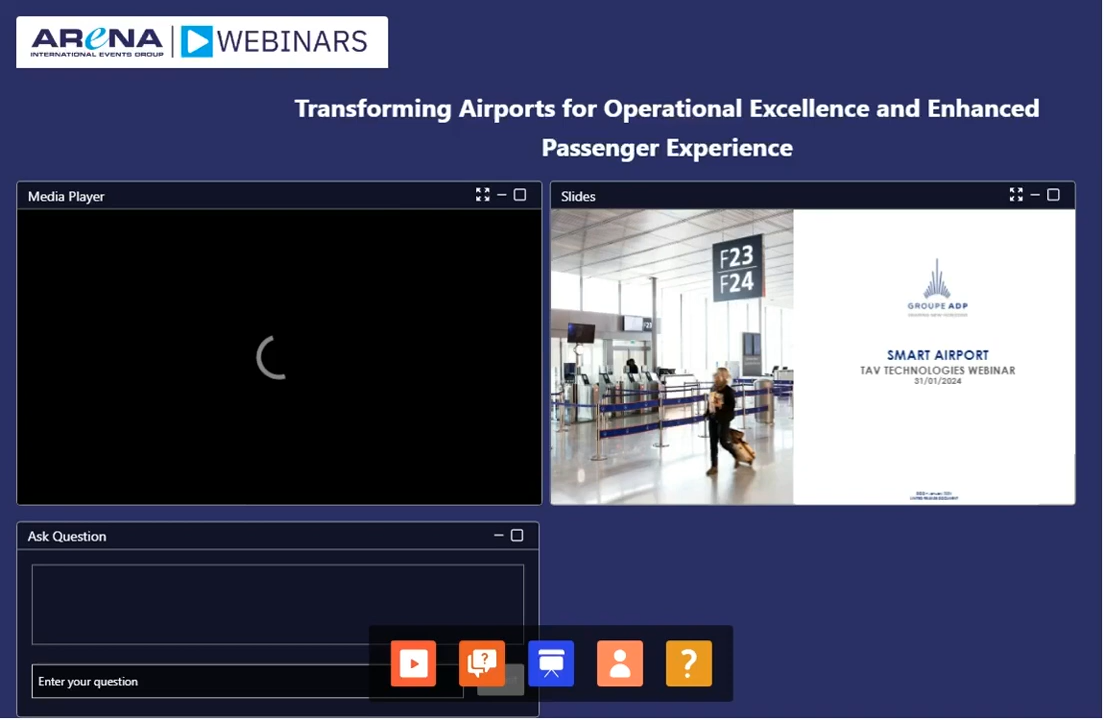 ARENA
INTERNATIONAL EVENTS GROUP
WEBINARS
Transforming Airports for Operational Excellence and Enhanced
Passenger Experience
Media Player
Slides
F23
F24
GROUPE ADP
SMART AIRPORT
TAV TECHNOLOGIES WEBINAR
31/01/2024
Ask Question
Enter your question